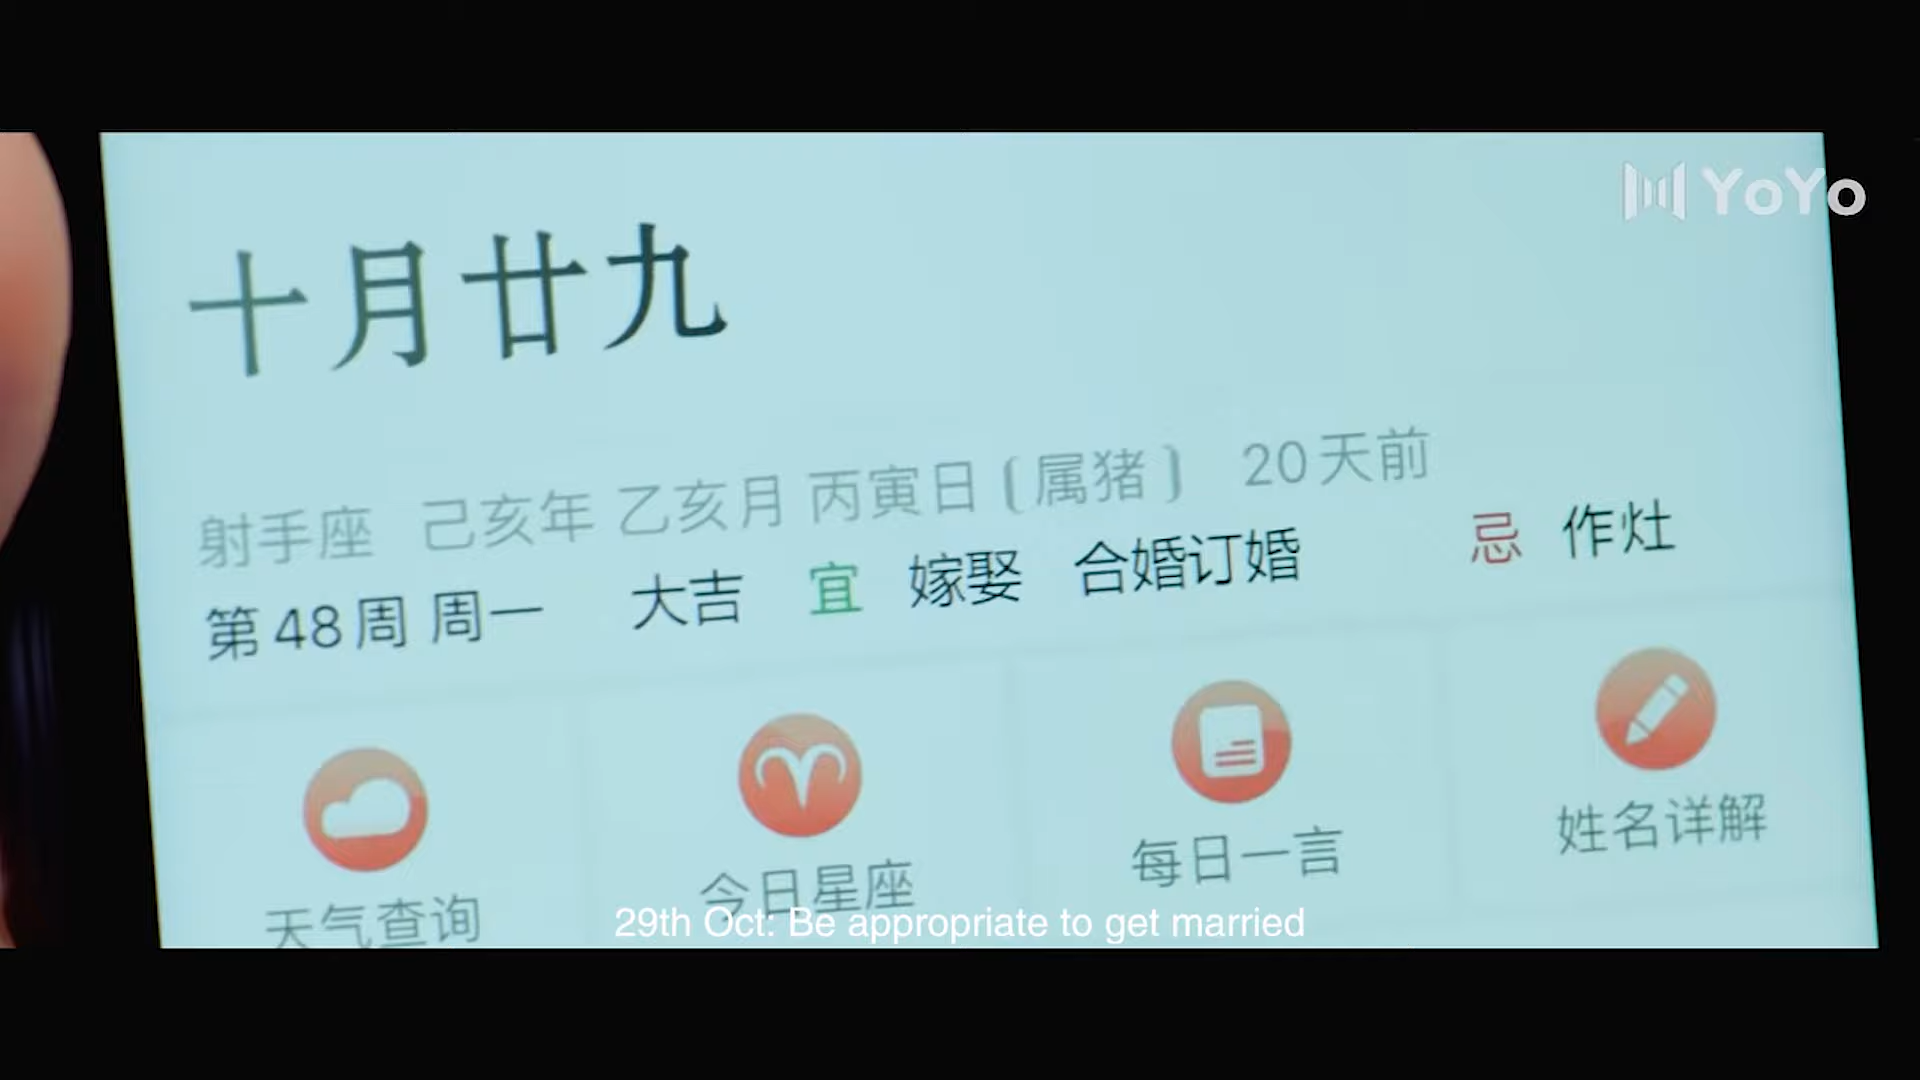 YoYo
十月廿九
射手座 己亥年 乙亥月 丙寅日(属猪) 20天前
第48周 周一 大吉 宜 嫁娶 合婚订婚 忌 作灶
天气查询 今日星座 每日一言 姓名详解
29th Oct: Be appropriate to get married